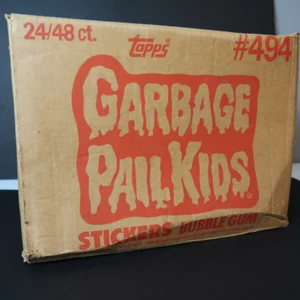 24/48 ct.
topps®
#494
GARBAGE
PAIL KIDS®
STICKERS BUBBLE GUM